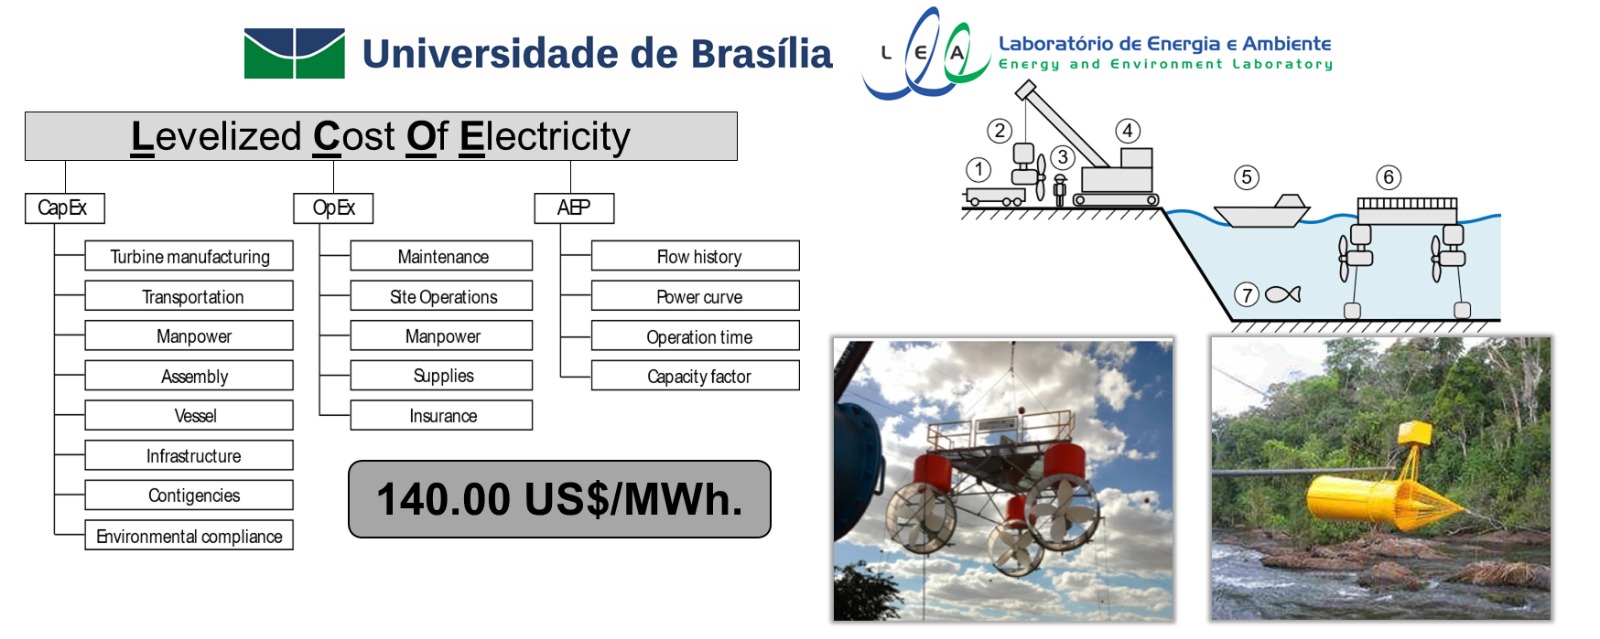 Universidade de Brasília
L E A
Laboratório de Energia e Ambiente
Energy and Environment Laboratory
Levelized Cost Of Electricity
CapEx
Turbine manufacturing
Transportation
Manpower
Assembly
Vessel
Infrastructure
Contigencies
Environmental compliance
OpEx
Maintenance
Site Operations
Manpower
Supplies
Insurance
AEP
Flow history
Power curve
Operation time
Capacity factor
140.00 US$/MWh.
1
2
3
4
5
6
7